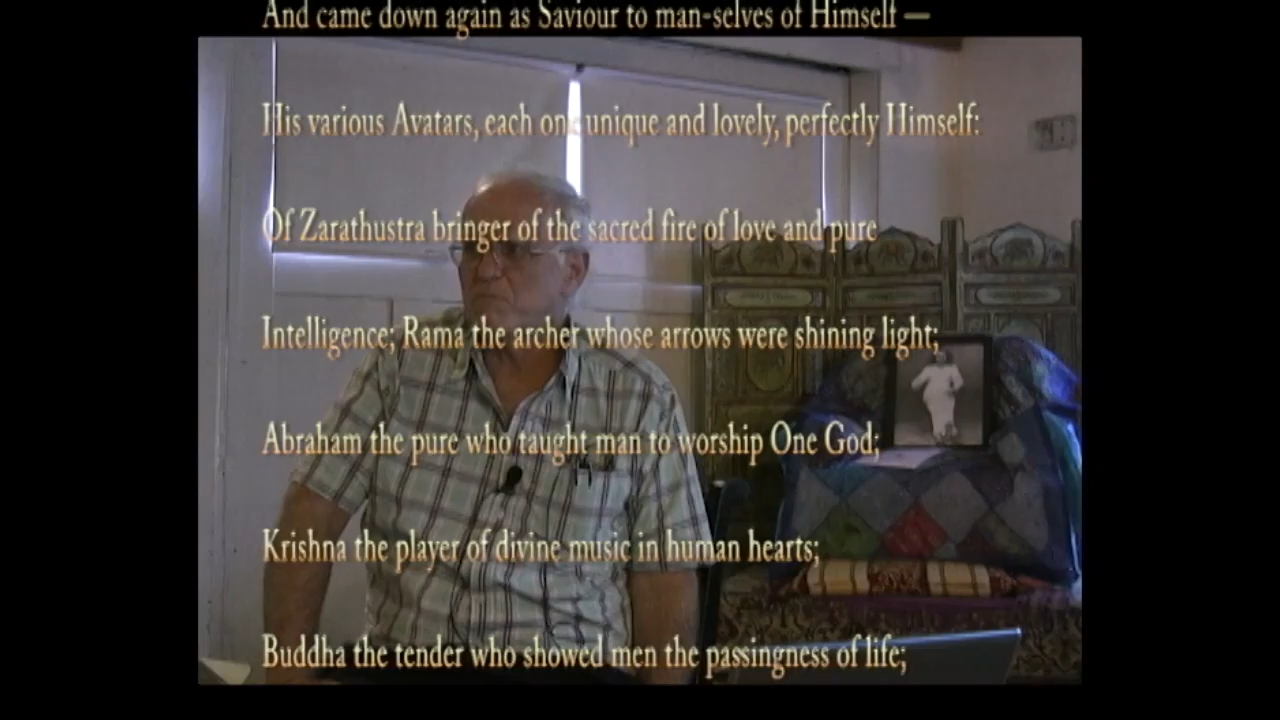 And came down again as Saviour to man-selves of Himself —
His various Avatars, each one unique and lovely, perfectly Himself:
Of Zarathustra bringer of the sacred fire of love and pure
Intelligence; Rama the archer whose arrows were shining light;
Abraham the pure who taught man to worship One God;
Krishna the player of divine music in human hearts;
Buddha the tender who showed men the passingness of life;